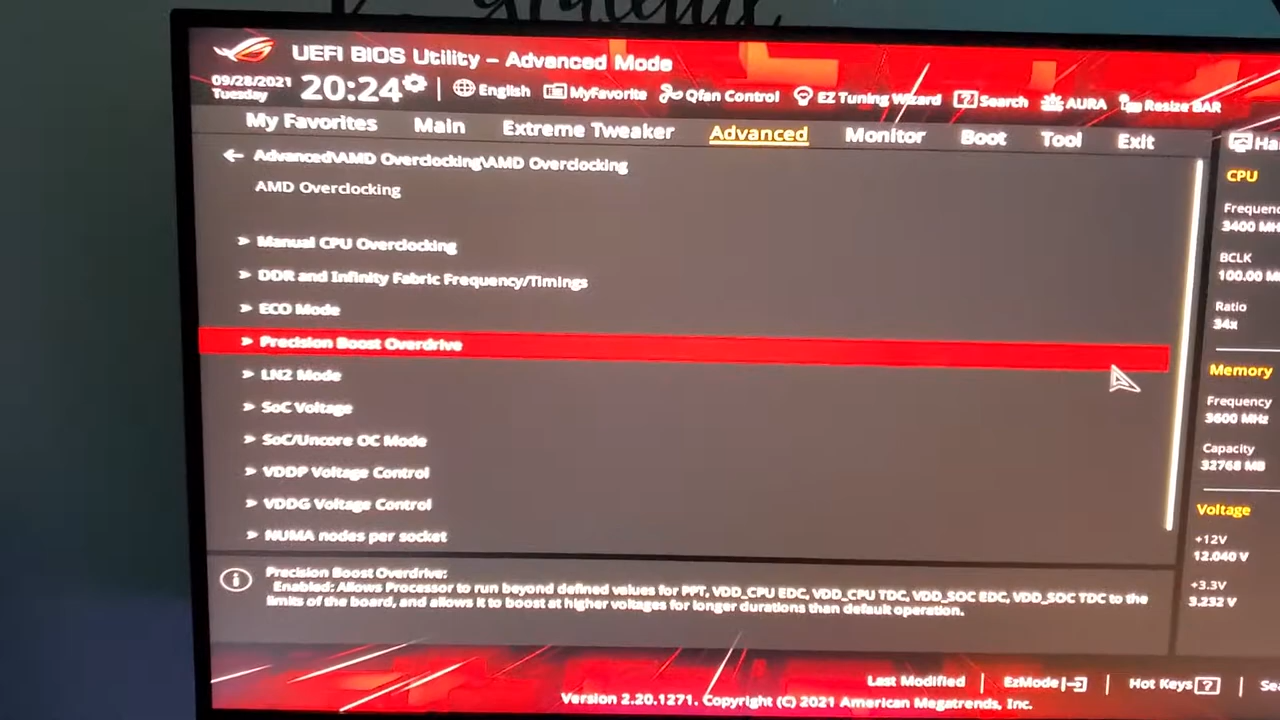 UEFI BIOS Utility – Advanced Mode
09/28/2021
Tuesday
20:24
English
MyFavorite
Qfan Control
EZ Tuning Wizard
Search
AURA
Resize BAR
My Favorites
Main
Extreme Tweaker
Advanced
Monitor
Boot
Tool
Exit
Advanced\AMD Overclocking\AMD Overclocking
AMD Overclocking
Manual CPU Overclocking
DDR and Infinity Fabric Frequency/Timings
ECO Mode
Precision Boost Overdrive
LN2 Mode
SoC Voltage
SoC/Uncore OC Mode
VDDP Voltage Control
VDDG Voltage Control
NUMA nodes per socket
CPU
Frequenc
3400 MH
BCLK
100.00 M
Ratio
34x
Memory
Frequency
3600 MHz
Capacity
32768 MB
Voltage
+12V
12.040 V
+3.3V
3.232 V
Precision Boost Overdrive:
Enabled: Allows Processor to run beyond defined values for PPT, VDD_CPU EDC, VDD_CPU TDC, VDD_SOC EDC, VDD_SOC TDC to the
limits of the board, and allows it to boost at higher voltages for longer durations than default operation.
Last Modified
EzMode
Hot Keys ?
Version 2.20.1271. Copyright (C) 2021 American Megatrends, Inc.